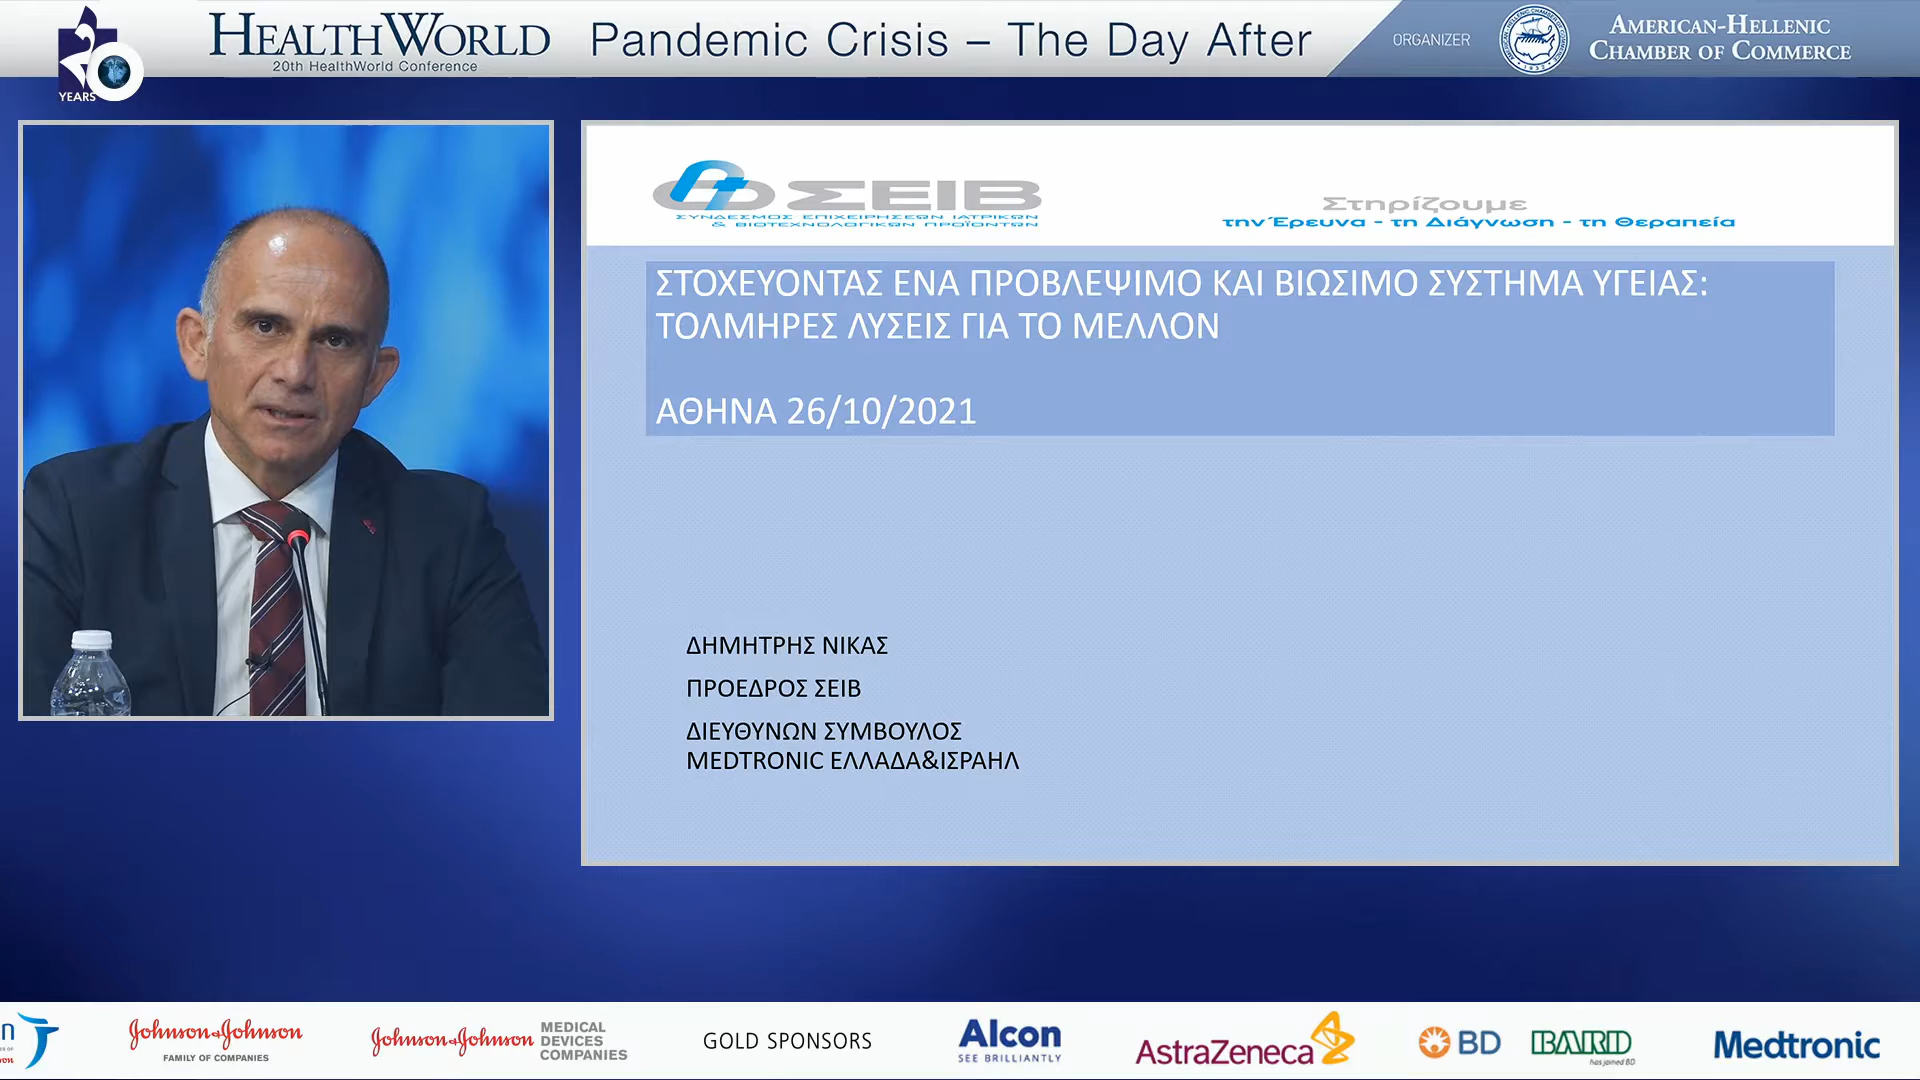 YEARS
HEALTHWORLD
20th HealthWorld Conference
Pandemic Crisis – The Day After
ORGANIZER
AMERICAN-HELLENIC
CHAMBER OF COMMERCE
ΣΕΙΒ
ΣΥΝΔΕΣΜΟΣ ΕΠΙΧΕΙΡΗΣΕΩΝ ΙΑΤΡΙΚΩΝ
& ΒΙΟΤΕΧΝΟΛΟΓΙΚΩΝ ΠΡΟΪΟΝΤΩΝ
Στηρίζουμε
την Έρευνα - τη Διάγνωση - τη Θεραπεία
ΣΤΟΧΕΥΟΝΤΑΣ ΕΝΑ ΠΡΟΒΛΕΨΙΜΟ ΚΑΙ ΒΙΩΣΙΜΟ ΣΥΣΤΗΜΑ ΥΓΕΙΑΣ:
ΤΟΛΜΗΡΕΣ ΛΥΣΕΙΣ ΓΙΑ ΤΟ ΜΕΛΛΟΝ
ΑΘΗΝΑ 26/10/2021
ΔΗΜΗΤΡΗΣ ΝΙΚΑΣ
ΠΡΟΕΔΡΟΣ ΣΕΙΒ
ΔΙΕΥΘΥΝΩΝ ΣΥΜΒΟΥΛΟΣ
MEDTRONIC ΕΛΛΑΔΑ&ΙΣΡΑΗΛ
Johnson & Johnson
FAMILY OF COMPANIES
Johnson & Johnson
MEDICAL
DEVICES
COMPANIES
GOLD SPONSORS
Alcon
SEE BRILLIANTLY
AstraZeneca
BD
BARD
has joined BD
Medtronic